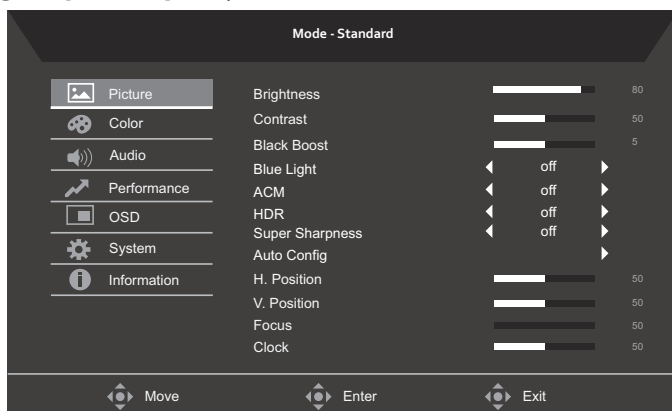 Mode - Standard
Picture
Color
Audio
Performance
OSD
System
Information
Brightness 80
Contrast 50
Black Boost 5
Blue Light off
ACM off
HDR off
Super Sharpness off
Auto Config
H. Position 50
V. Position 50
Focus 50
Clock 50
Move Enter Exit